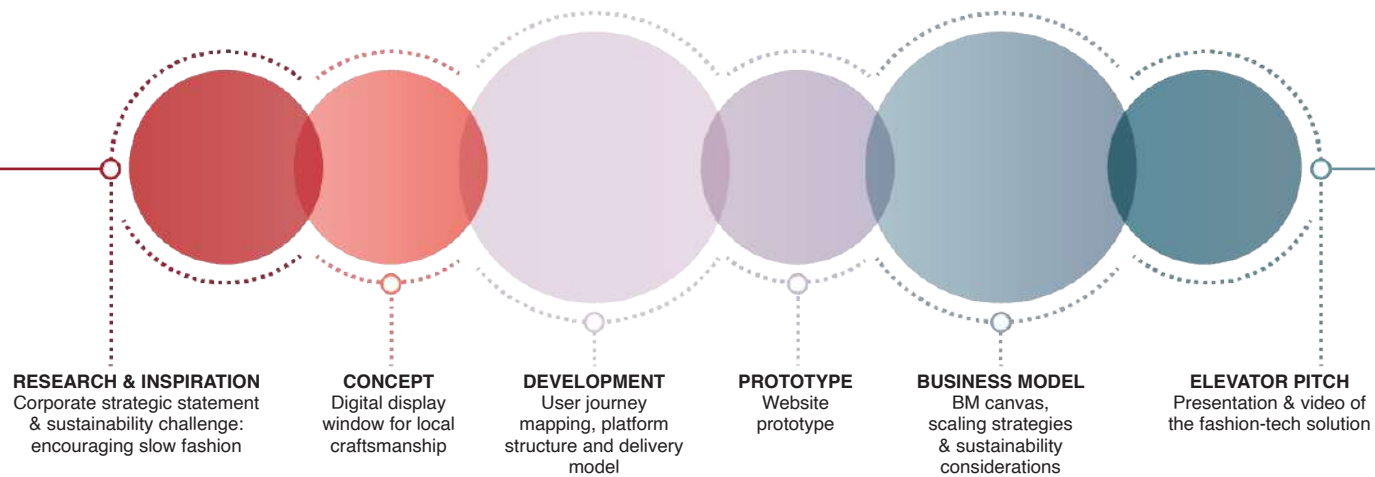 RESEARCH & INSPIRATION
Corporate strategic statement
& sustainability challenge:
encouraging slow fashion
CONCEPT
Digital display
window for local
craftsmanship
DEVELOPMENT
User journey
mapping, platform
structure and delivery
model
PROTOTYPE
Website
prototype
BUSINESS MODEL
BM canvas,
scaling strategies
& sustainability
considerations
ELEVATOR PITCH
Presentation & video of
the fashion-tech solution